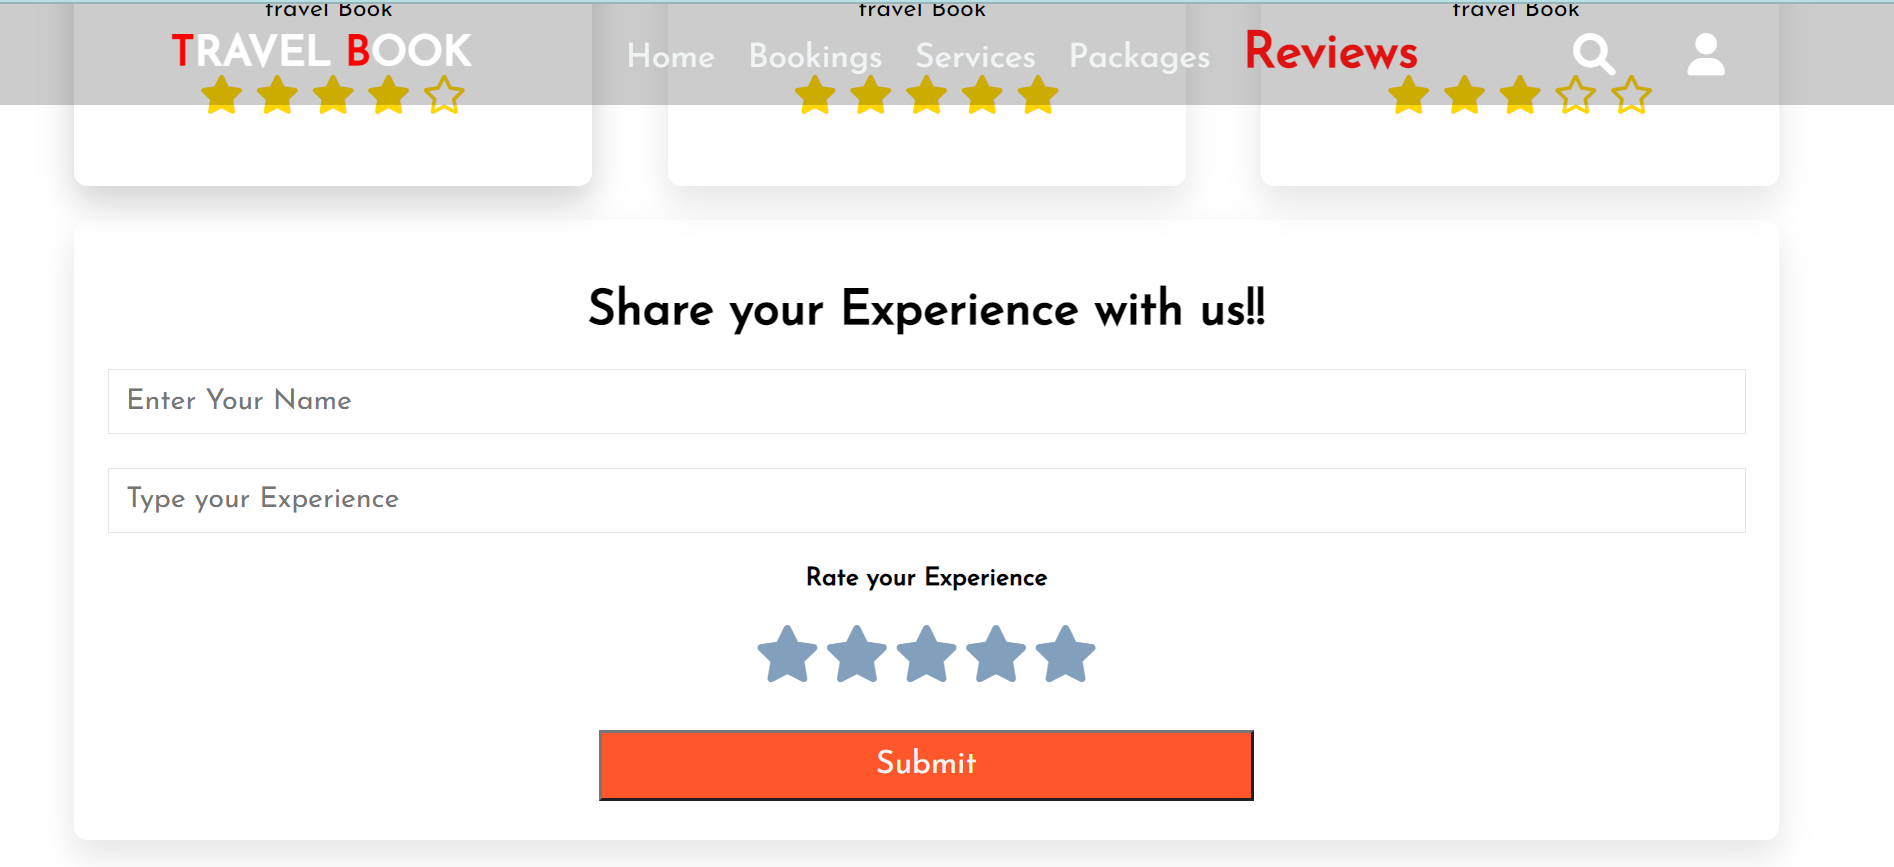 travel Book travel Book travel Book
TRAVEL BOOK Home Bookings Services Packages Reviews
Share your Experience with us!!
Enter Your Name
Type your Experience
Rate your Experience
Submit